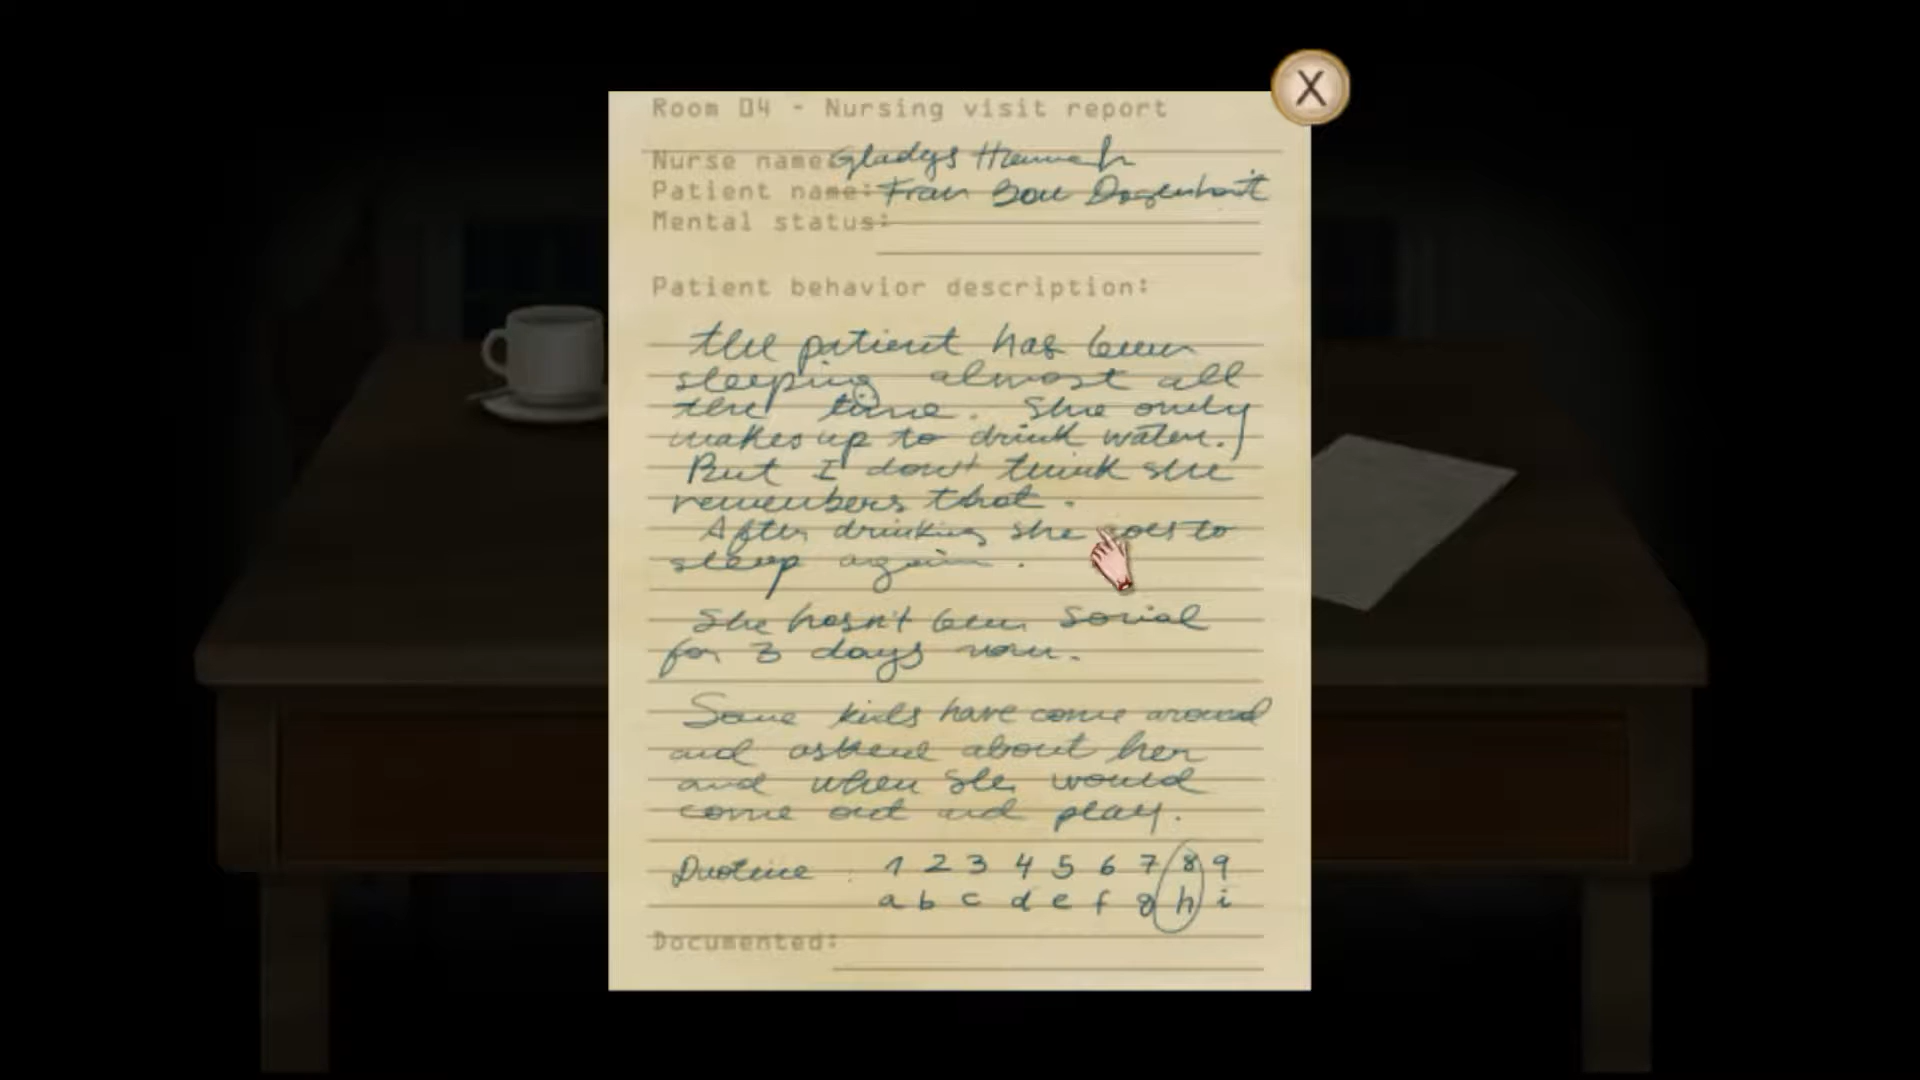 X
Room 04 - Nursing visit report
Nurse name: Gladys Hannah
Patient name: Fran Bow Dagenhart
Mental status:
Patient behavior description:
the patient has been
sleeping almost all
the time. She only
wakes up to drink water.
But I don't think she
remembers that.
After drinking she goes to
sleep again.
She hasn't been social
for 3 days now.
Some kids have come around
and asked about her
and when she would
come out and play.
Duotine : 1 2 3 4 5 6 7 8 9
a b c d e f g h i
Documented: